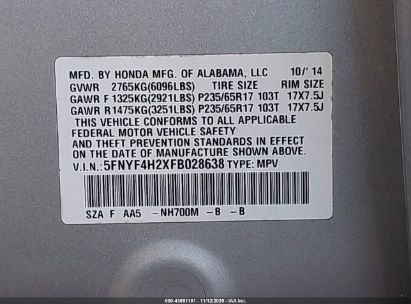 MFD. BY HONDA MFG. OF ALABAMA, LLC 10/'14
GVWR 2765KG(6096LBS) TIRE SIZE RIM SIZE
GAWR F 1325KG(2921LBS) P235/65R17 103T 17X7.5J
GAWR R 1475KG(3251LBS) P235/65R17 103T 17X7.5J
THIS VEHICLE CONFORMS TO ALL APPLICABLE
FEDERAL MOTOR VEHICLE SAFETY
AND THEFT PREVENTION STANDARDS IN EFFECT
ON THE DATE OF MANUFACTURE SHOWN ABOVE.
V.I.N.: 5FNYF4H2XFB028638 TYPE: MPV
SZA F AA5 -NH700M -B -B